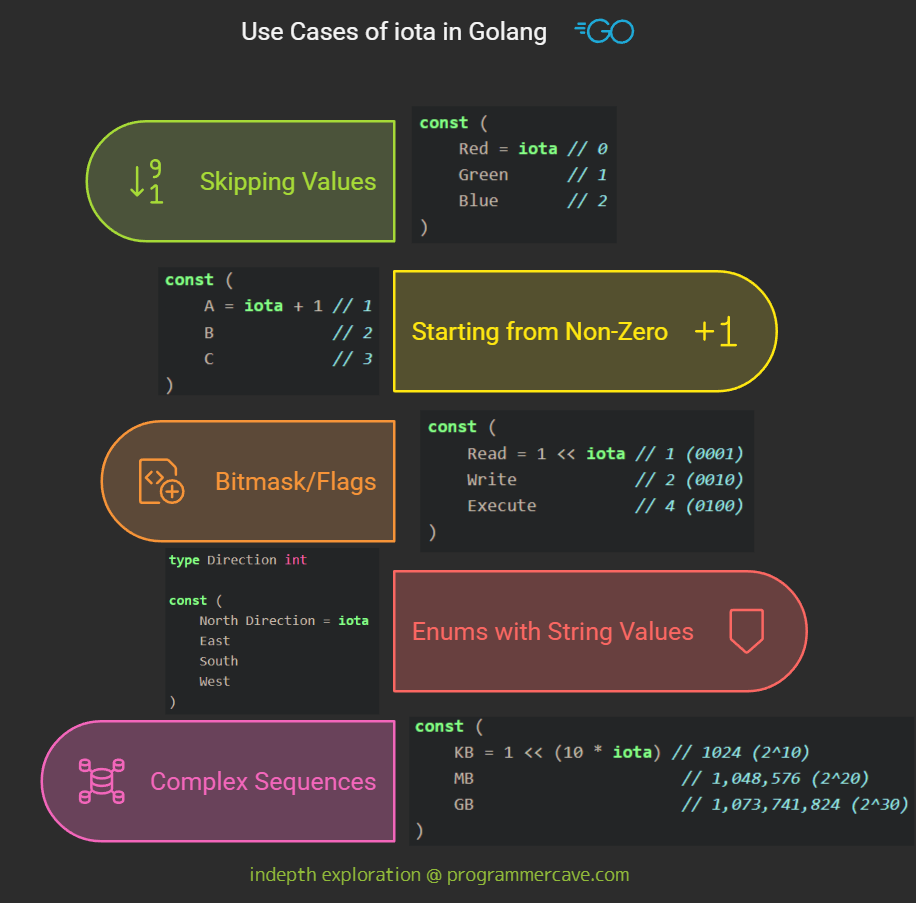 Use Cases of iota in Golang GO
9
1
Skipping Values
const (
    Red = iota // 0
    Green      // 1
    Blue       // 2
)
const (
    A = iota + 1 // 1
    B            // 2
    C            // 3
)
Starting from Non-Zero +1
Bitmask/Flags
const (
    Read = 1 << iota // 1 (0001)
    Write            // 2 (0010)
    Execute          // 4 (0100)
)
type Direction int
const (
    North Direction = iota
    East
    South
    West
)
Enums with String Values
Complex Sequences
const (
    KB = 1 << (10 * iota) // 1024 (2^10)
    MB                     // 1,048,576 (2^20)
    GB                     // 1,073,741,824 (2^30)
)
indepth exploration @ programmercave.com